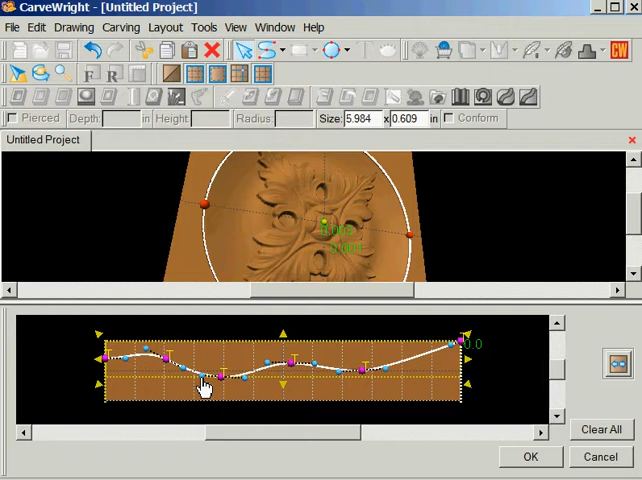 CarveWright - [Untitled Project]
File Edit Drawing Carving Layout Tools View Window Help
CW
F R
Pierced Depth: in Height: Radius: Size: 5.984 x 0.609 in Conform
Untitled Project
T T T T T T
0.0
Clear All
OK Cancel